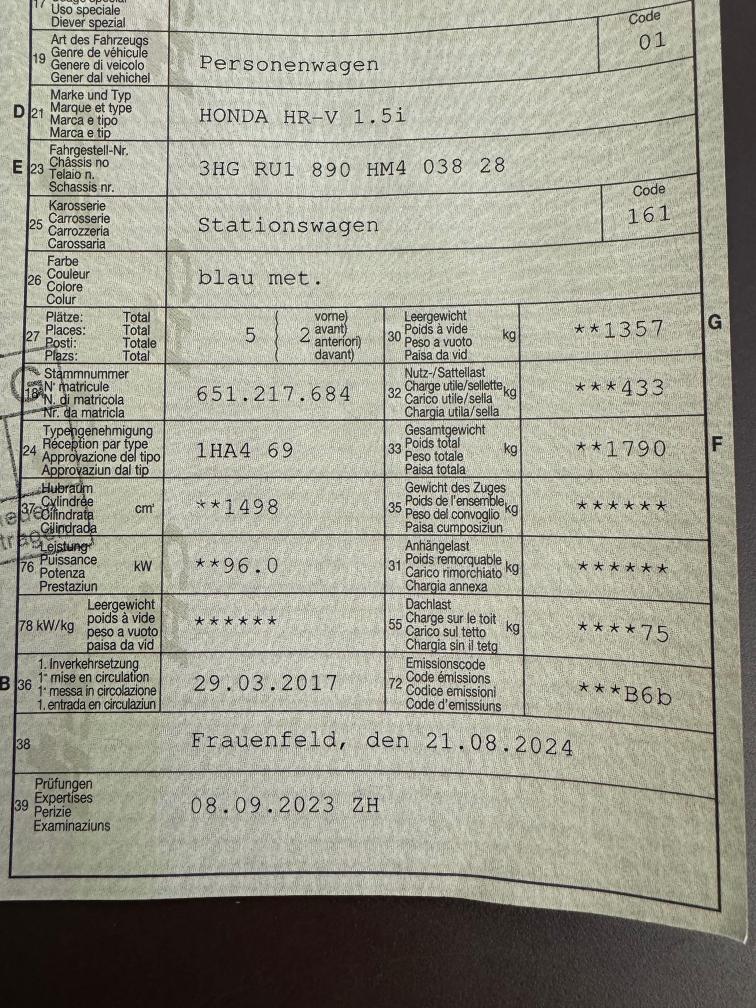 17
Uso speciale
Diever spezial
19
Art des Fahrzeugs
Genre de véhicule
Genere di veicolo
Gener dal vehichel
Personenwagen
Code
01
D
21
Marke und Typ
Marque et type
Marca e tipo
Marca e tip
HONDA HR-V 1.5i
E
23
Fahrgestell-Nr.
Châssis no
Telaio n.
Schassis nr.
3HG RU1 890 HM4 038 28
25
Karosserie
Carrosserie
Carrozzeria
Carossaria
Stationswagen
Code
161
26
Farbe
Couleur
Colore
Colur
blau met.
27
Plätze: Total
Places: Total
Posti: Totale
Plazs: Total
5
2
vorne)
avant)
anteriori)
davant)
30
Leergewicht
Poids à vide
Peso a vuoto
Paisa da vid
kg
**1357
G
18
Stammnummer
N° matricule
N. di matricola
Nr. da matricla
651.217.684
32
Nutz-/Sattellast
Charge utile/sellette
Carico utile/sella
Chargia utila/sella
kg
***433
24
Typengenehmigung
Réception par type
Approvazione del tipo
Approvaziun dal tip
1HA4 69
33
Gesamtgewicht
Poids total
Peso totale
Paisa totala
kg
**1790
F
37
Hubraum
Cylindrée
Cilindrata
Cilindrada
cm³
**1498
35
Gewicht des Zuges
Poids de l'ensemble
Peso del convoglio
Paisa cumposiziun
kg
******
76
Leistung
Puissance
Potenza
Prestaziun
kW
**96.0
31
Anhängelast
Poids remorquable
Carico rimorchiato
Chargia annexa
kg
******
78 kW/kg
Leergewicht
poids à vide
peso a vuoto
paisa da vid
******
55
Dachlast
Charge sur le toit
Carico sul tetto
Chargia sin il tetg
kg
****75
B
36
1. Inverkehrsetzung
1re mise en circulation
1a messa in circolazione
1. entrada en circulaziun
29.03.2017
72
Emissionscode
Code émissions
Codice emissioni
Code d'emissiuns
***B6b
38
Frauenfeld, den 21.08.2024
39
Prüfungen
Expertises
Perizie
Examinaziuns
08.09.2023 ZH